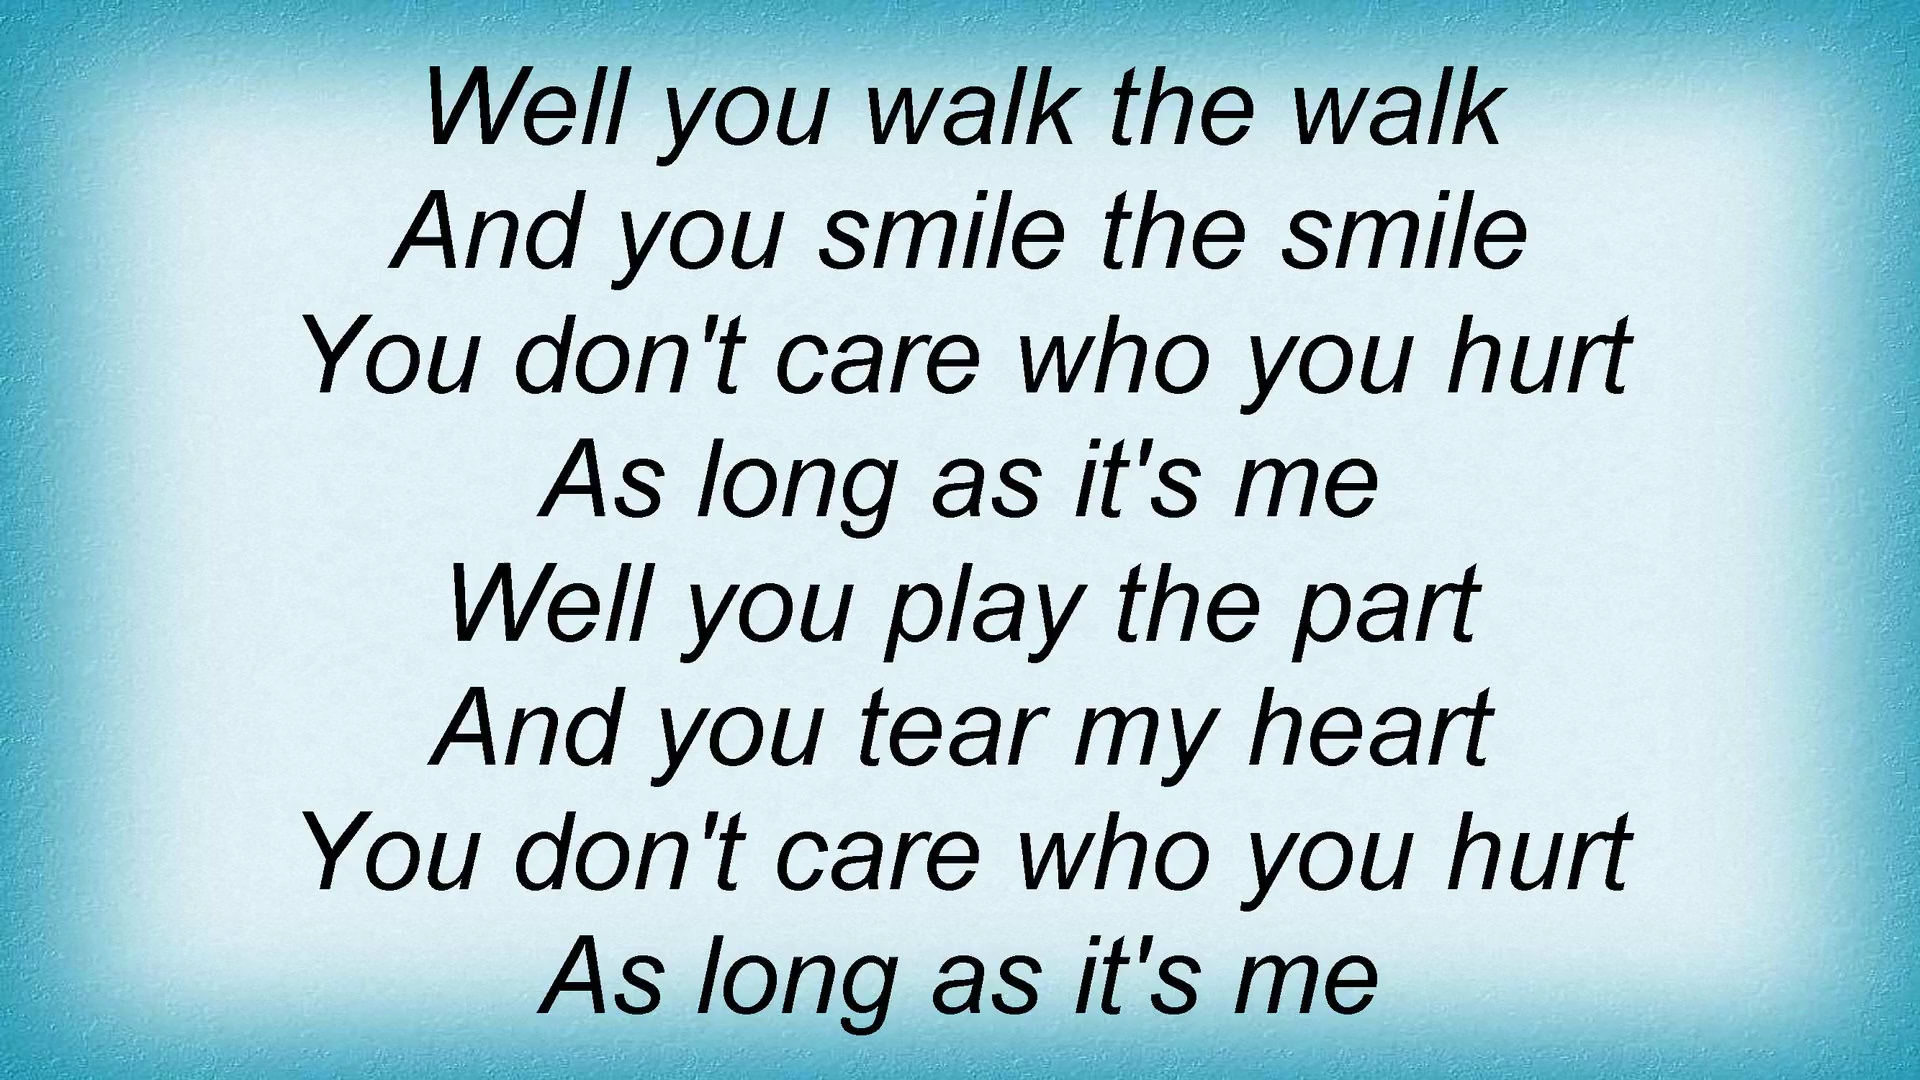 Well you walk the walk
And you smile the smile
You don't care who you hurt
As long as it's me
Well you play the part
And you tear my heart
You don't care who you hurt
As long as it's me